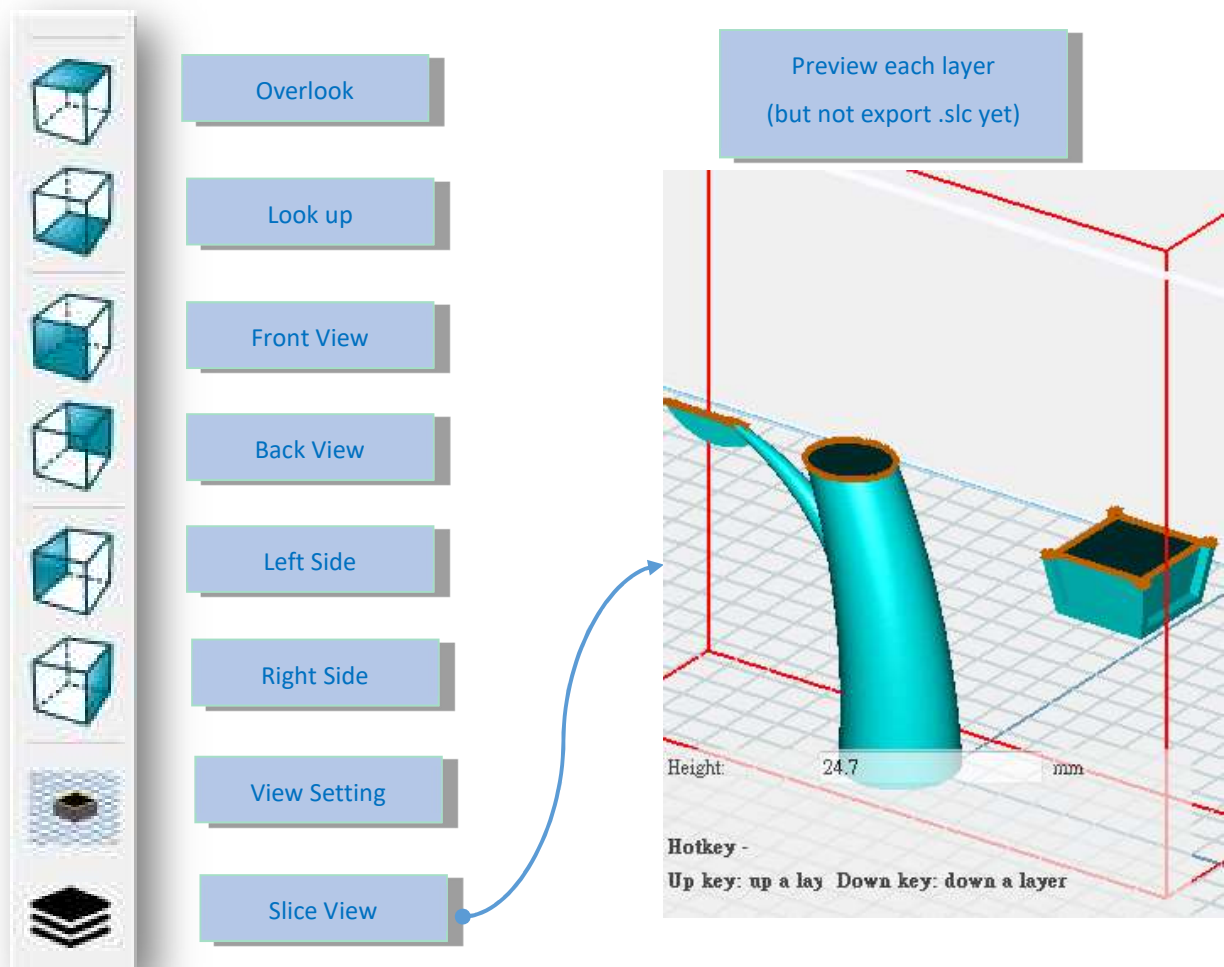 Overlook
Look up
Front View
Back View
Left Side
Right Side
View Setting
Slice View
Preview each layer
(but not export .slc yet)
Height: 24.7 mm
Hotkey -
Up key: up a lay Down key: down a layer